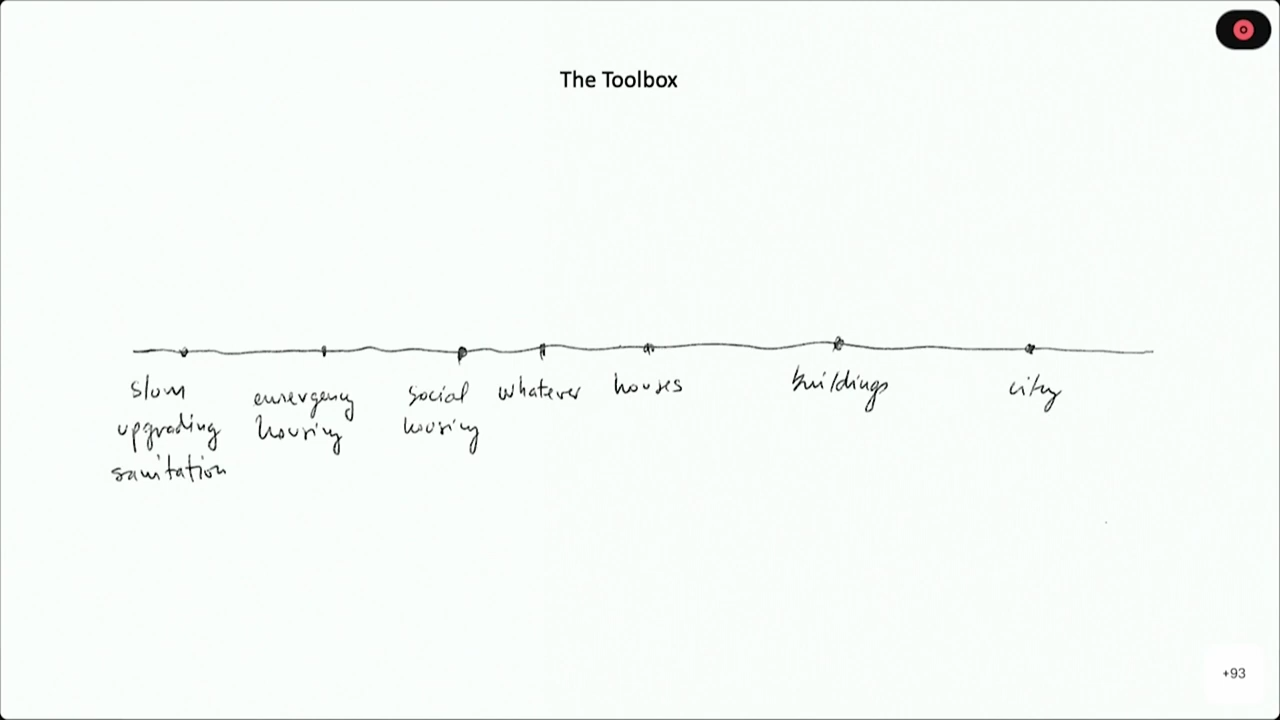 The Toolbox
slum
upgrading
sanitation
emergency
housing
social
housing
whatever
houses
buildings
city
+93